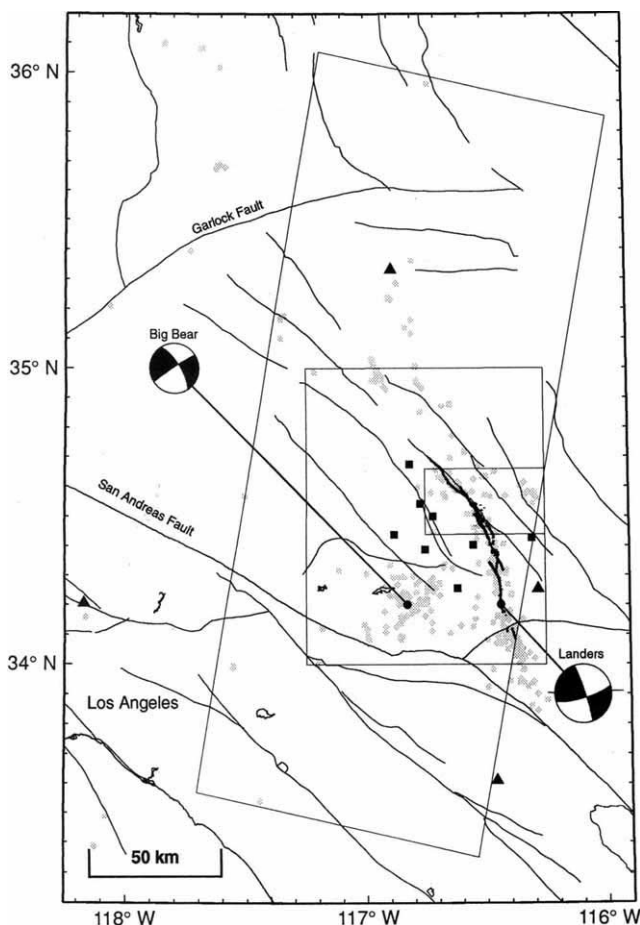 36° N
Garlock Fault
Big Bear
35° N
San Andreas Fault
34° N
Landers
Los Angeles
50 km
118° W
117° W
116° W